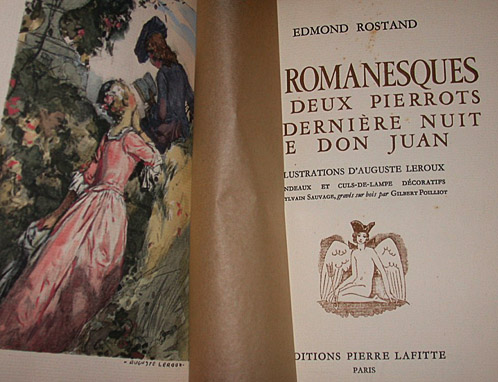 AUGUSTE LEROUX
EDMOND ROSTAND
ROMANESQUES
DEUX PIERROTS
DERNIÈRE NUIT
E DON JUAN
LUSTRATIONS D'AUGUSTE LEROUX
NDEAUX ET CULS-DE-LAMPE DÉCORATIFS
YLVAIN SAUVAGE, gravés sur bois par GILBERT POILLIOT
DITIONS PIERRE LAFITTE
PARIS